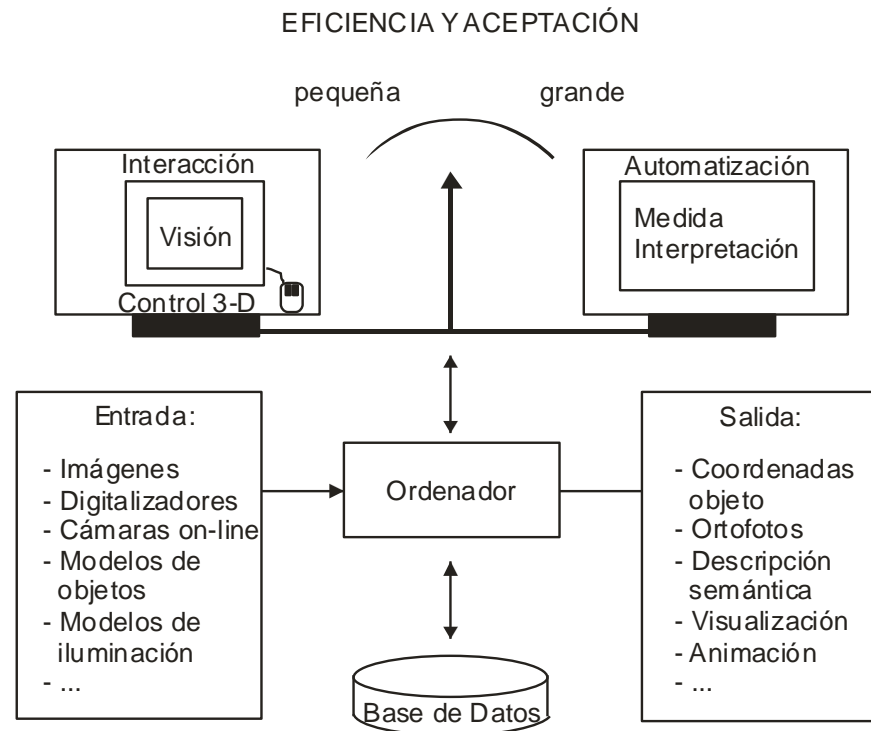 EFICIENCIA Y ACEPTACIÓN
pequeña
grande
Interacción
Visión
Control 3-D
Automatización
Medida
Interpretación
Entrada:
- Imágenes
- Digitalizadores
- Cámaras on-line
- Modelos de
objetos
- Modelos de
iluminación
- ...
Ordenador
Salida:
- Coordenadas
objeto
- Ortofotos
- Descripción
semántica
- Visualización
- Animación
- ...
Base de Datos